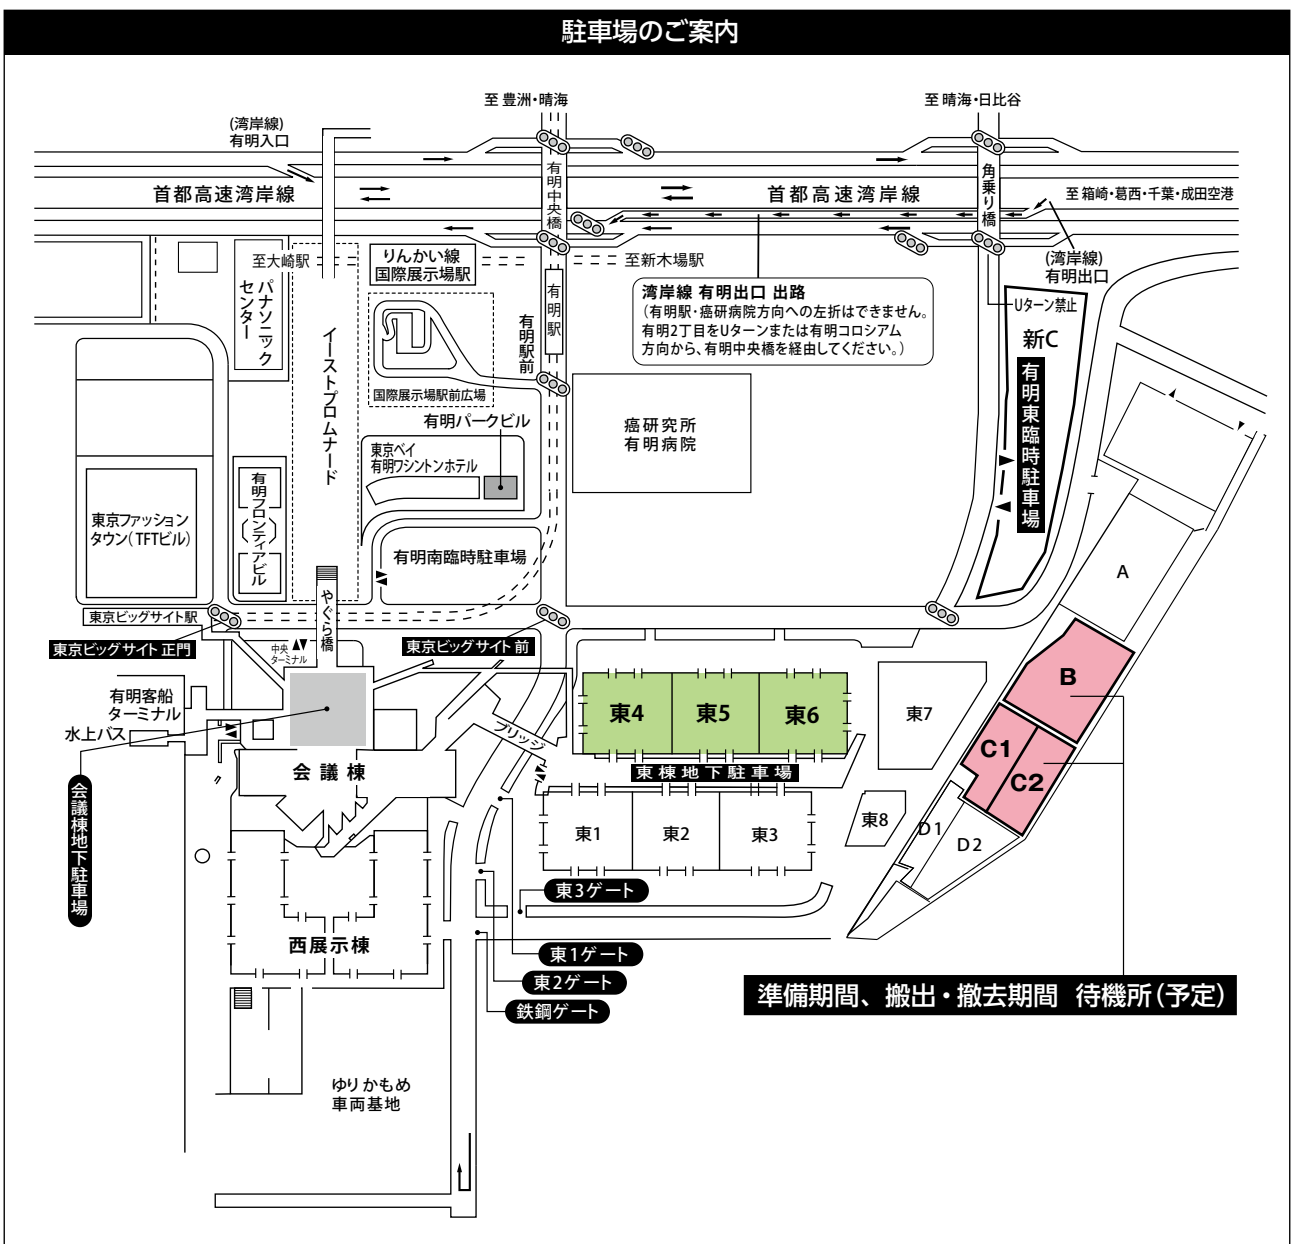 駐車場のご案内
至 豊洲・晴海
至 晴海・日比谷
(湾岸線)
有明入口
有明中央橋
角乗り橋
首都高速湾岸線
首都高速湾岸線
至 箱崎・葛西・千葉・成田空港
至大崎駅
りんかい線
国際展示場駅
至新木場駅
(湾岸線)
有明出口
パナソニック
センター
有明駅
湾岸線 有明出口 出路
(有明駅・癌研病院方向への左折はできません。
有明2丁目をUターンまたは有明コロシアム
方向から、有明中央橋を経由してください。)
Uターン禁止
新C
有明駅前
イーストプロムナード
有明東臨時駐車場
国際展示場駅前広場
有明パークビル
癌研究所
有明病院
東京ベイ
有明ワシントンホテル
有明フロンティアビル
東京ファッション
タウン(TFTビル)
有明南臨時駐車場
A
やぐら橋
東京ビッグサイト駅
東京ビッグサイト 正門
中央
ターミナル
東京ビッグサイト 前
B
有明客船
ターミナル
水上バス
東4
東5
東6
東7
ブリッジ
C1
C2
会議棟
東棟地下駐車場
会議棟地下駐車場
東1
東2
東3
東8
D1
D2
東3ゲート
西展示棟
東1ゲート
東2ゲート
鉄鋼ゲート
準備期間、搬出・撤去期間 待機所(予定)
ゆりかもめ
車両基地